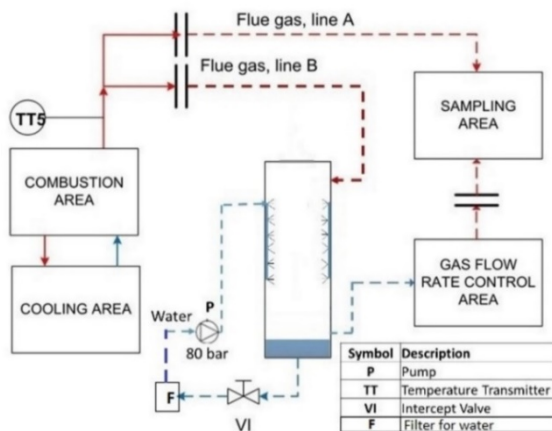 Flue gas, line A
Flue gas, line B
TT5
SAMPLING
AREA
COMBUSTION
AREA
COOLING AREA
GAS FLOW
RATE CONTROL
AREA
P
Water
80 bar
F
VI
Symbol Description
P Pump
TT Temperature Transmitter
VI Intercept Valve
F Filter for water